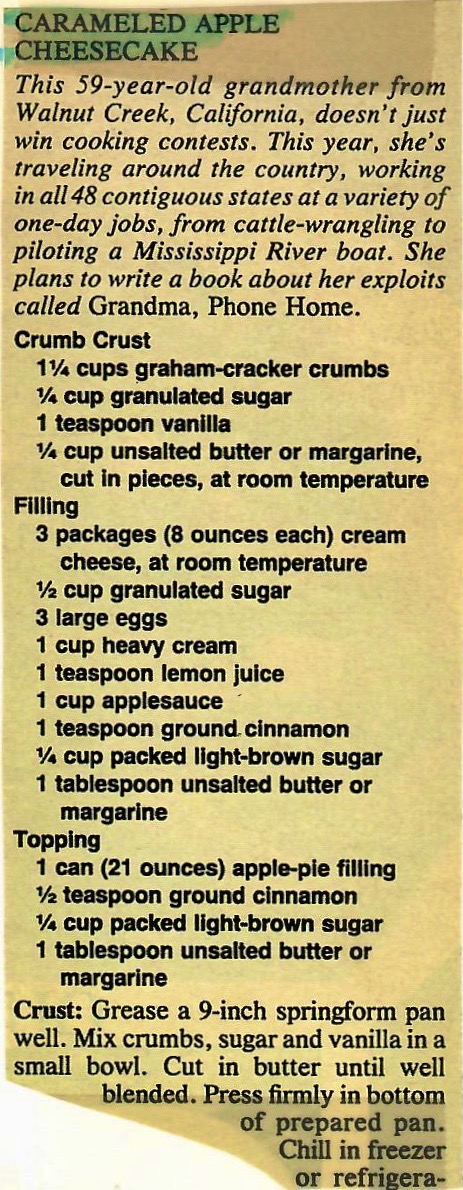 CARAMELED APPLE
CHEESECAKE
This 59-year-old grandmother from
Walnut Creek, California, doesn't just
win cooking contests. This year, she's
traveling around the country, working
in all 48 contiguous states at a variety of
one-day jobs, from cattle-wrangling to
piloting a Mississippi River boat. She
plans to write a book about her exploits
called Grandma, Phone Home.
Crumb Crust
1¼ cups graham-cracker crumbs
¼ cup granulated sugar
1 teaspoon vanilla
¼ cup unsalted butter or margarine,
cut in pieces, at room temperature
Filling
3 packages (8 ounces each) cream
cheese, at room temperature
½ cup granulated sugar
3 large eggs
1 cup heavy cream
1 teaspoon lemon juice
1 cup applesauce
1 teaspoon ground cinnamon
¼ cup packed light-brown sugar
1 tablespoon unsalted butter or
margarine
Topping
1 can (21 ounces) apple-pie filling
½ teaspoon ground cinnamon
¼ cup packed light-brown sugar
1 tablespoon unsalted butter or
margarine
Crust: Grease a 9-inch springform pan
well. Mix crumbs, sugar and vanilla in a
small bowl. Cut in butter until well
blended. Press firmly in bottom
of prepared pan.
Chill in freezer
or refrigera-